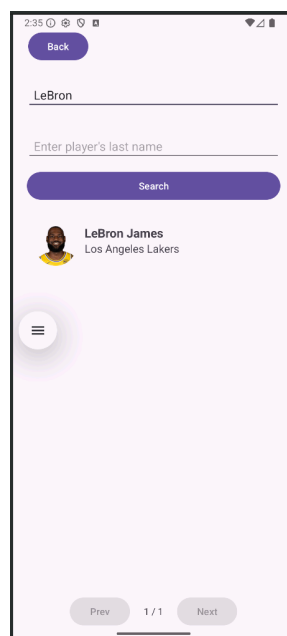 2:35
Back
LeBron
Enter player's last name
Search
LeBron James
Los Angeles Lakers
Prev 1 / 1 Next